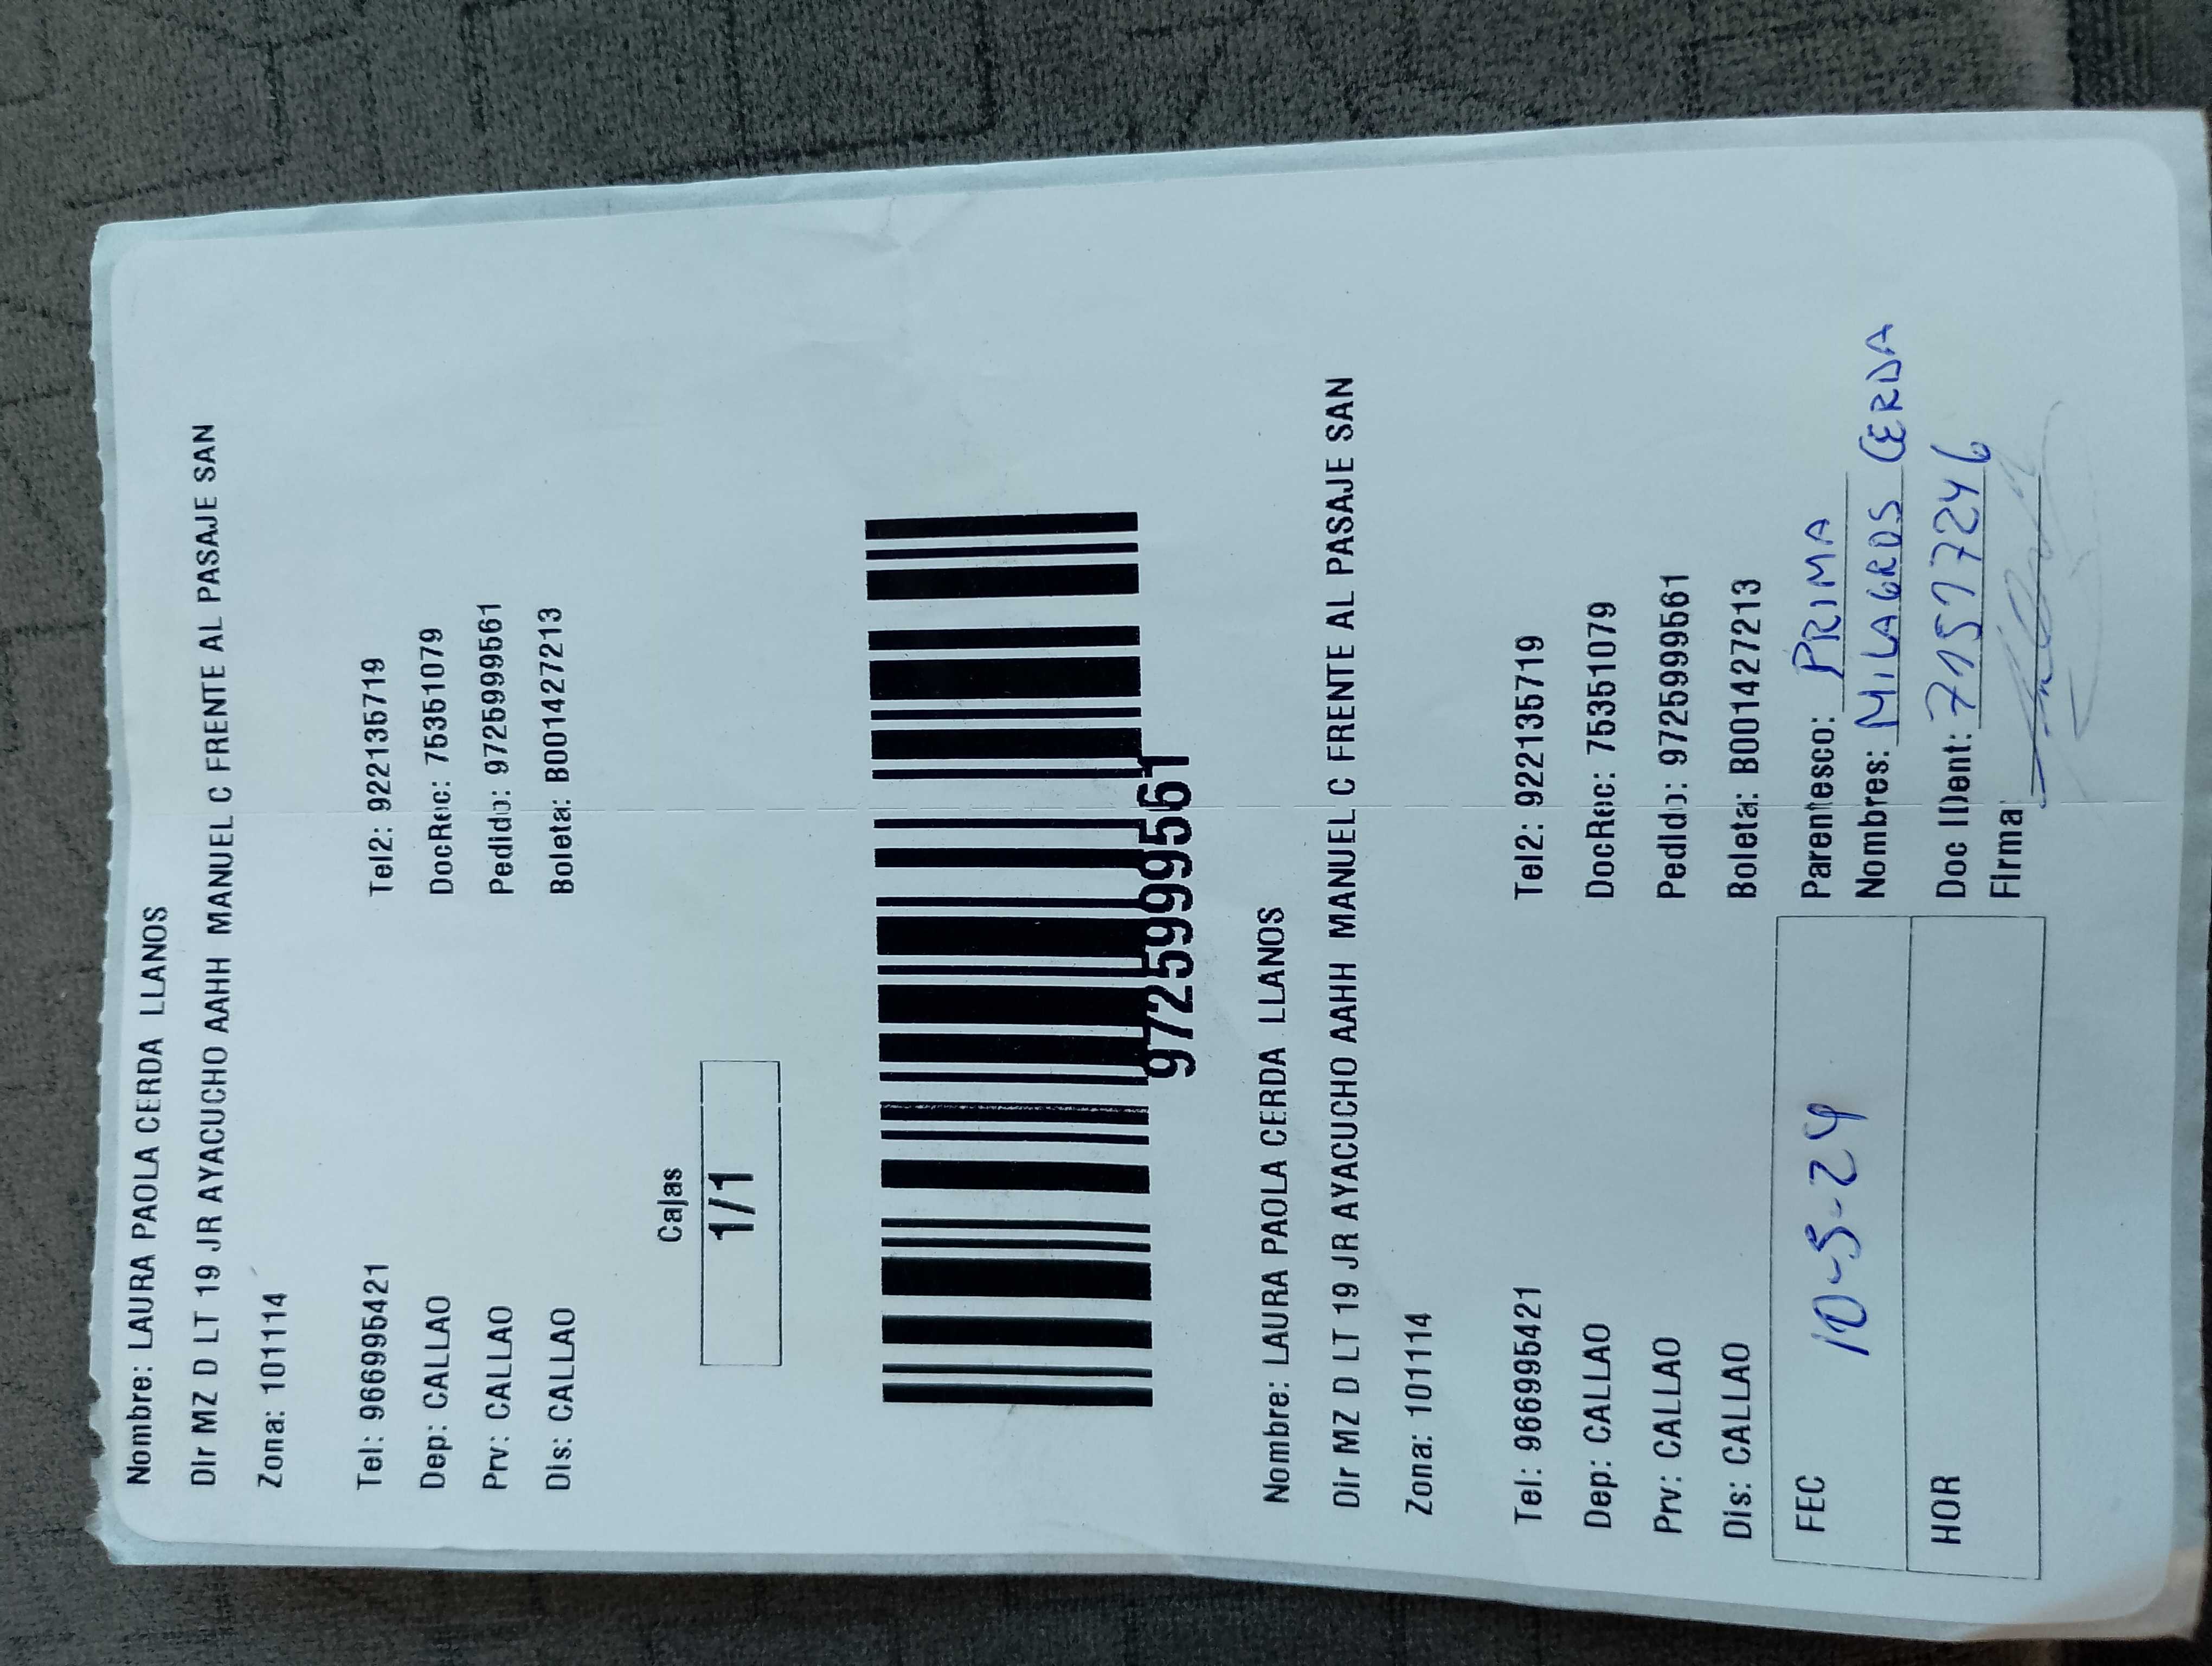 Nombre: LAURA PAOLA CERDA LLANOS
Dir MZ D LT 19 JR AYACUCHO AAHH MANUEL C FRENTE AL PASAJE SAN
Zona: 101114
Tel: 966995421 Tel2: 922135719
Dep: CALLAO DocRec: 75351079
Prv: CALLAO Pedido: 9725999561
Dis: CALLAO Boleta: B001427213
Cajas
1/1
9725999561
Nombre: LAURA PAOLA CERDA LLANOS
Dir MZ D LT 19 JR AYACUCHO AAHH MANUEL C FRENTE AL PASAJE SAN
Zona: 101114
Tel: 966995421 Tel2: 922135719
Dep: CALLAO DocRec: 75351079
Prv: CALLAO Pedido: 9725999561
Dis: CALLAO Boleta: B001427213
FEC 10-5-24 Parentesco: PRIMA
Nombres: MILAGROS CERDA
HOR Doc IDent: 71597246
Firma